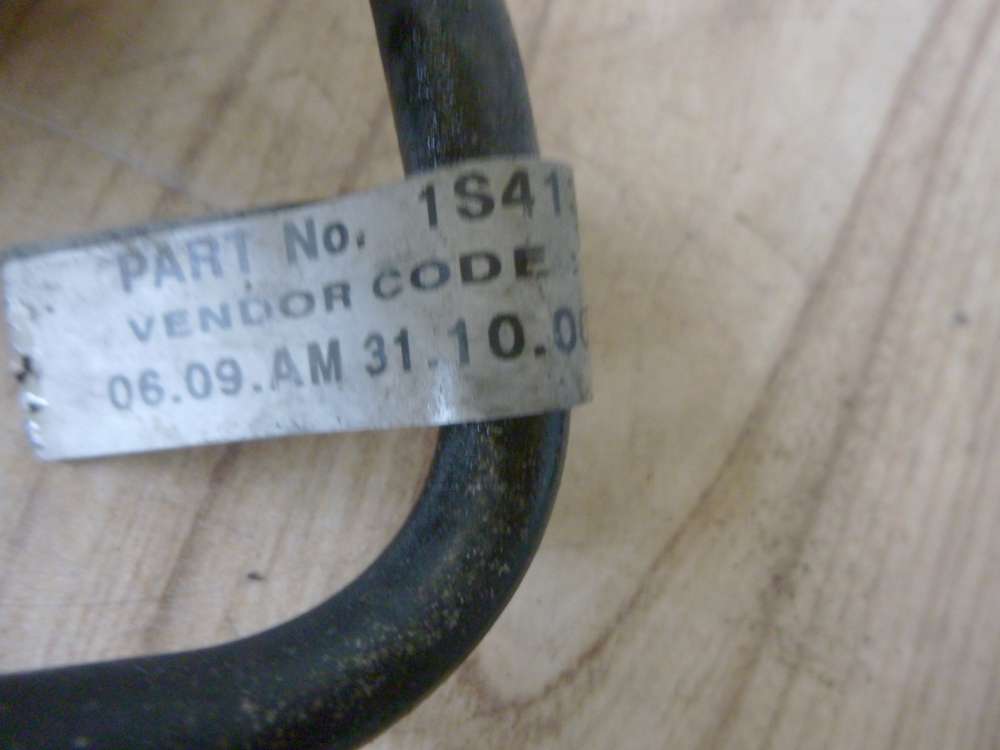 PART No. 1S41
VENDOR CODE
06.09.AM 31.10.0